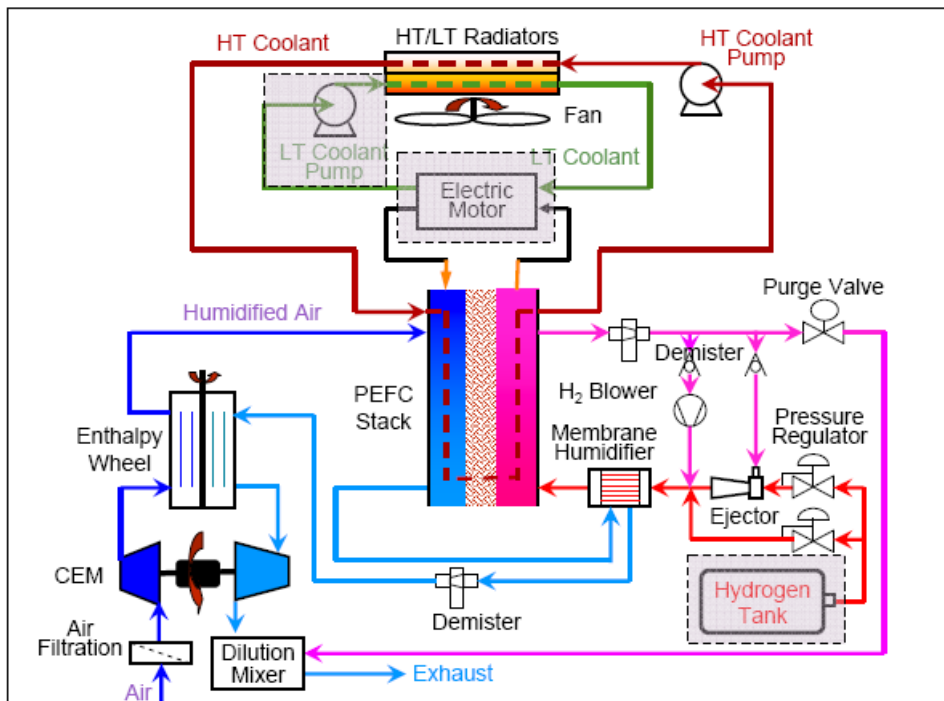 HT Coolant
HT/LT Radiators
HT Coolant
Pump
Fan
LT Coolant
Pump
LT Coolant
Electric
Motor
Humidified Air
Purge Valve
Demister
PEFC
Stack
H₂ Blower
Enthalpy
Wheel
Membrane
Humidifier
Pressure
Regulator
Ejector
CEM
Hydrogen
Tank
Demister
Air
Filtration
Dilution
Mixer
Exhaust
Air